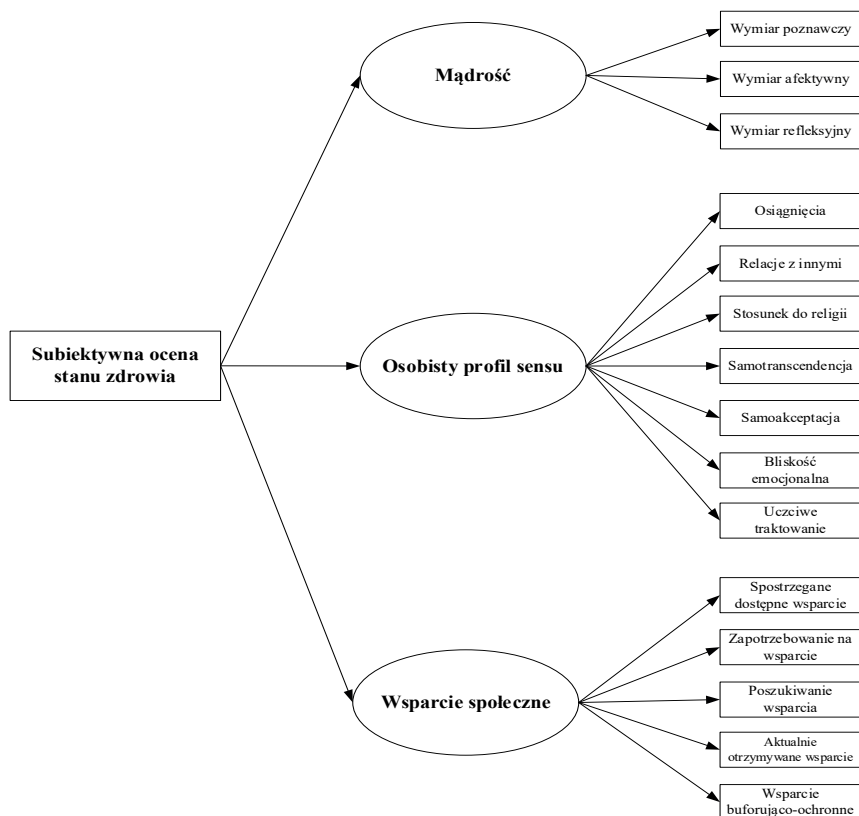 Wymiar poznawczy
Mądrość
Wymiar afektywny
Wymiar refleksyjny
Osiągnięcia
Relacje z innymi
Stosunek do religii
Subiektywna ocena
stanu zdrowia
Osobisty profil sensu
Samotranscendencja
Samoakceptacja
Bliskość
emocjonalna
Uczciwe
traktowanie
Spostrzegane
dostępne wsparcie
Zapotrzebowanie na
wsparcie
Wsparcie społeczne
Poszukiwanie
wsparcia
Aktualnie
otrzymywane wsparcie
Wsparcie
buforująco-ochronne